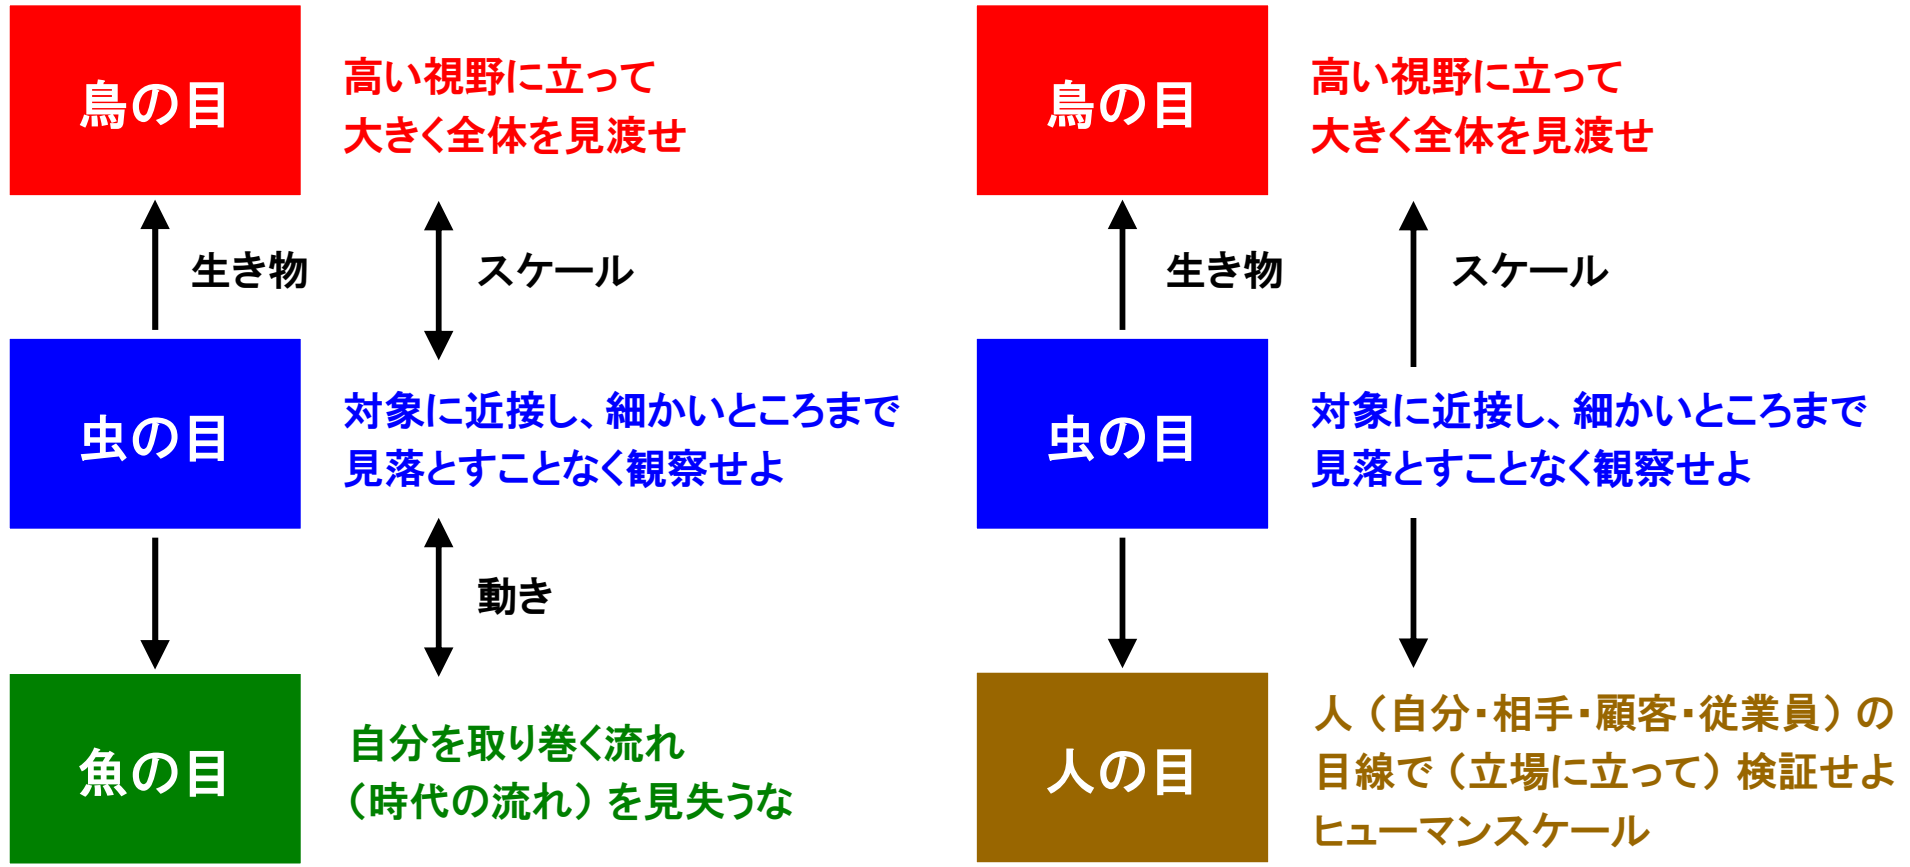 鳥の目
高い視野に立って
大きく全体を見渡せ
生き物
スケール
虫の目
対象に近接し、細かいところまで
見落とすことなく観察せよ
動き
魚の目
自分を取り巻く流れ
（時代の流れ）を見失うな
鳥の目
高い視野に立って
大きく全体を見渡せ
生き物
スケール
虫の目
対象に近接し、細かいところまで
見落とすことなく観察せよ
人の目
人（自分・相手・顧客・従業員）の
目線で（立場に立って）検証せよ
ヒューマンスケール